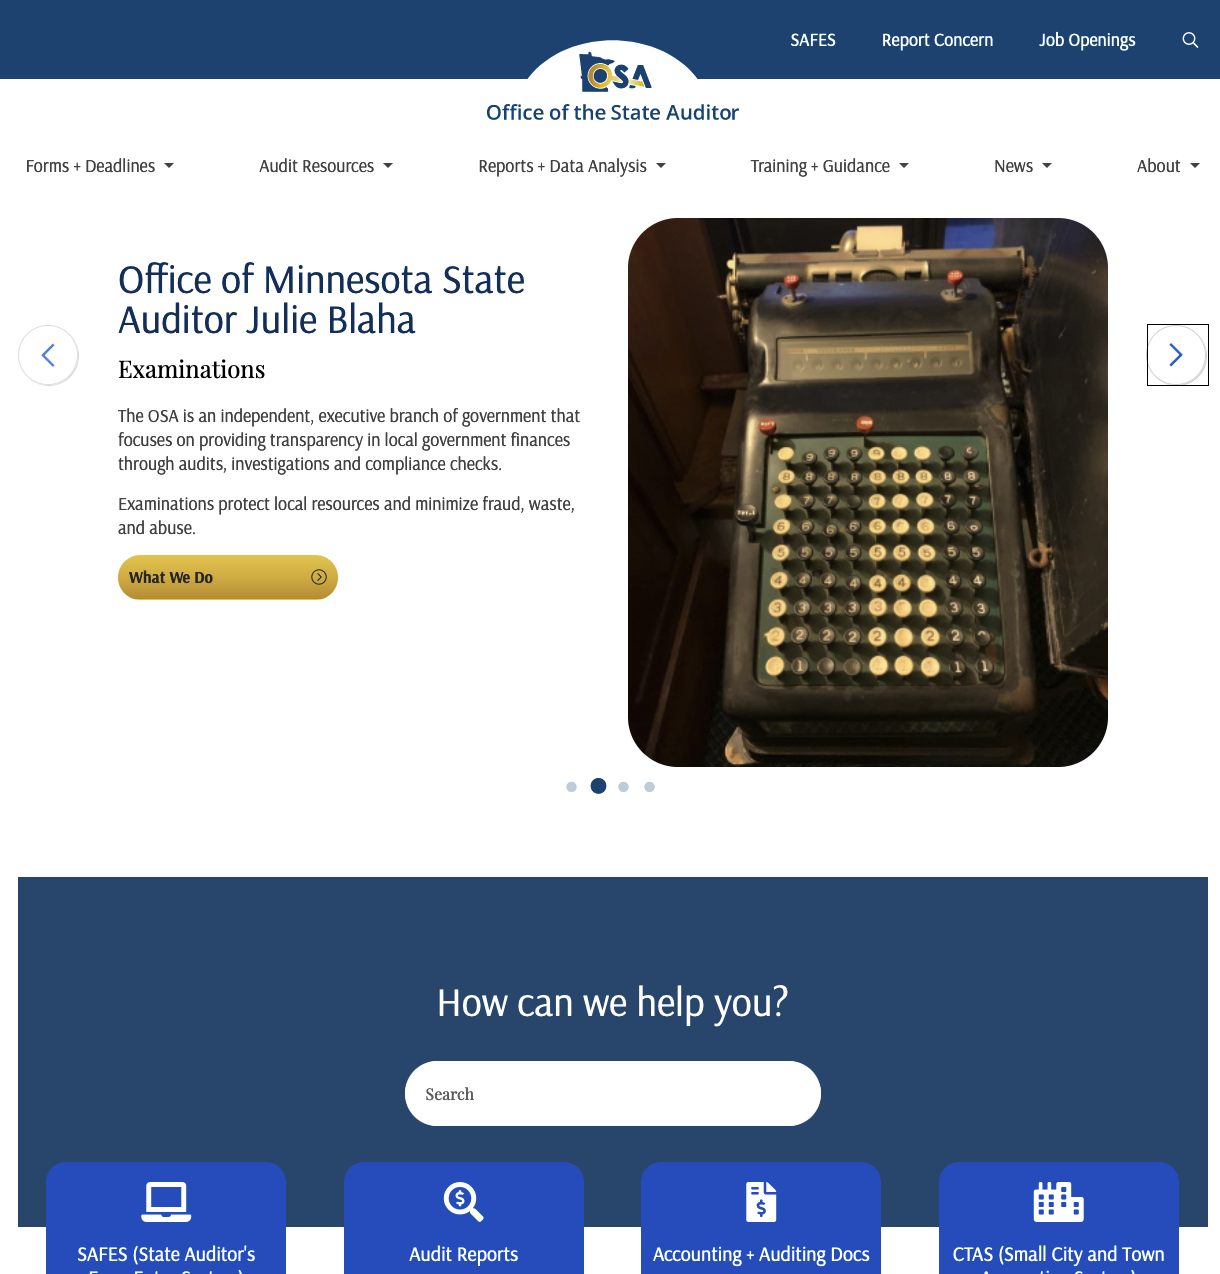 SAFES
Report Concern
Job Openings
OSA
Office of the State Auditor
Forms + Deadlines
Audit Resources
Reports + Data Analysis
Training + Guidance
News
About
Office of Minnesota State
Auditor Julie Blaha
Examinations
The OSA is an independent, executive branch of government that
focuses on providing transparency in local government finances
through audits, investigations and compliance checks.
Examinations protect local resources and minimize fraud, waste,
and abuse.
What We Do
How can we help you?
Search
SAFES (State Auditor's
Audit Reports
Accounting + Auditing Docs
CTAS (Small City and Town